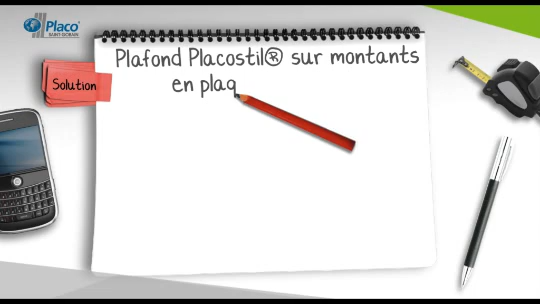 Placo
SAINT-GOBAIN
Plafond Placostil® sur montants
en plaq
Solution